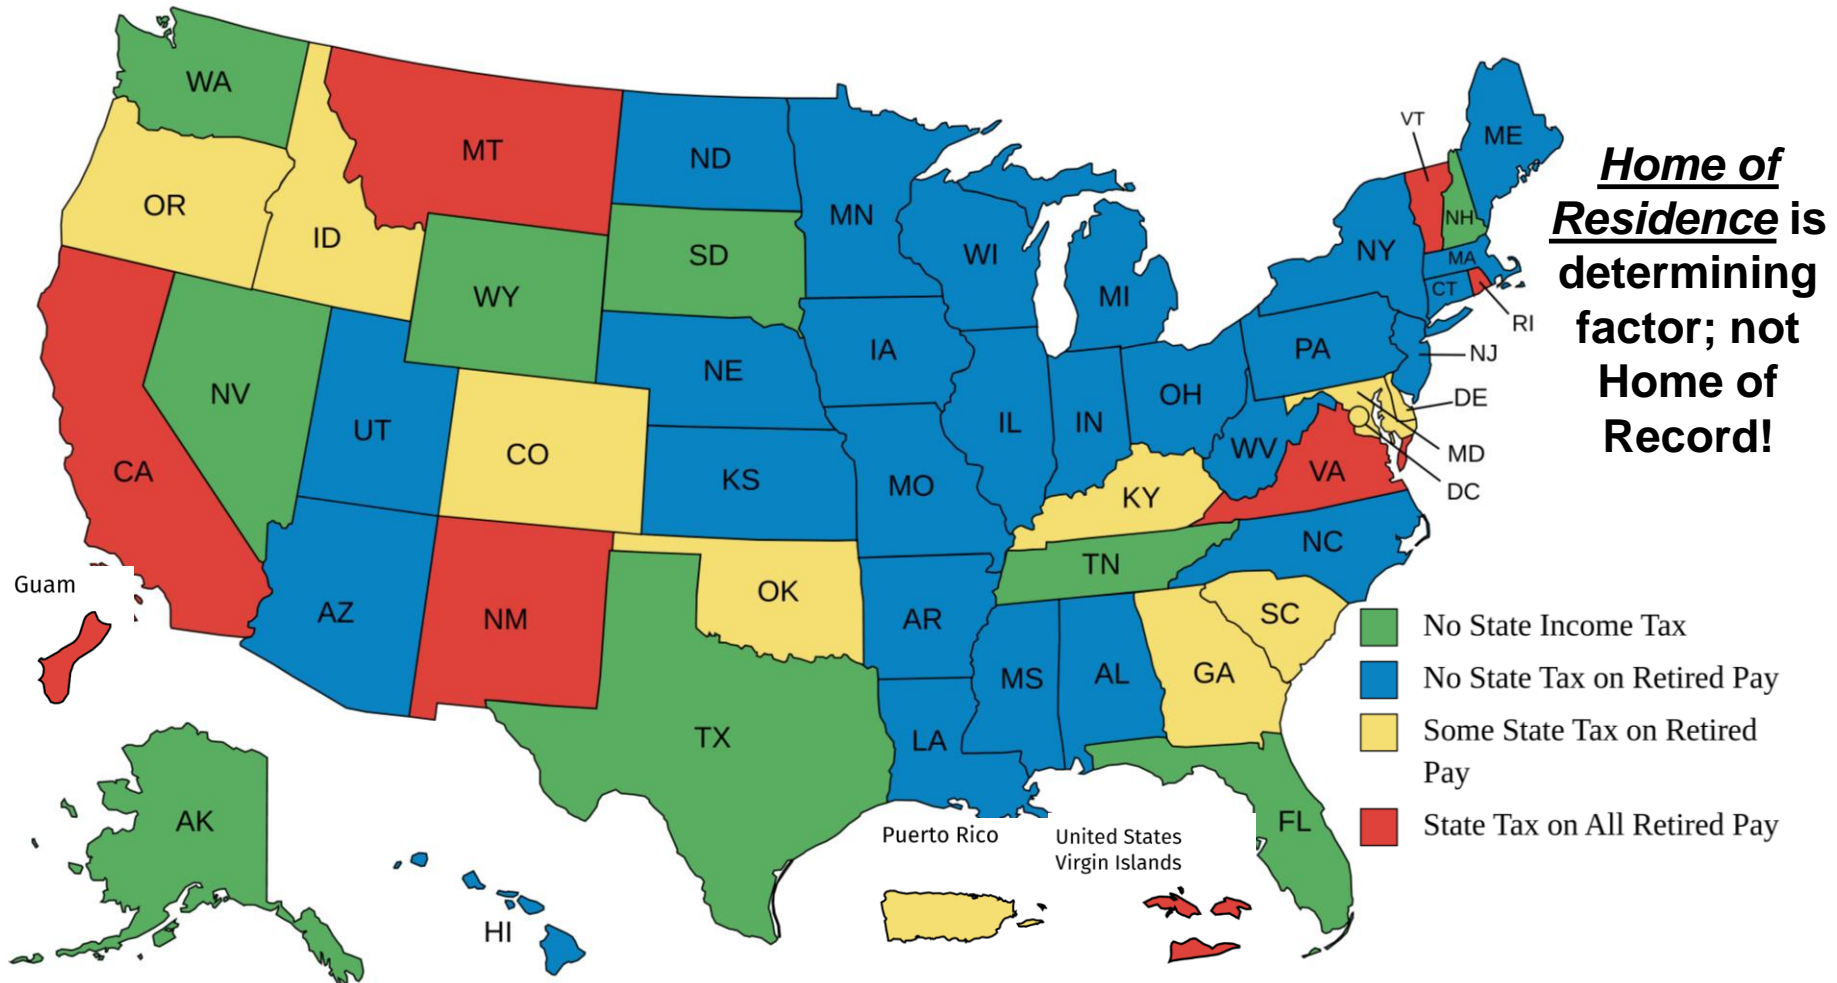 WA
MT
ND
MN
VT
ME
OR
ID
SD
WI
MI
NY
NH
MA
CT
RI
WY
NE
IA
PA
NJ
NV
UT
CO
KS
MO
IL
IN
OH
WV
VA
DE
MD
DC
CA
KY
NC
TN
AZ
NM
OK
AR
SC
MS
AL
GA
TX
LA
FL
AK
HI
Guam
Puerto Rico
United States
Virgin Islands
Home of
Residence is
determining
factor; not
Home of
Record!
No State Income Tax
No State Tax on Retired Pay
Some State Tax on Retired
Pay
State Tax on All Retired Pay